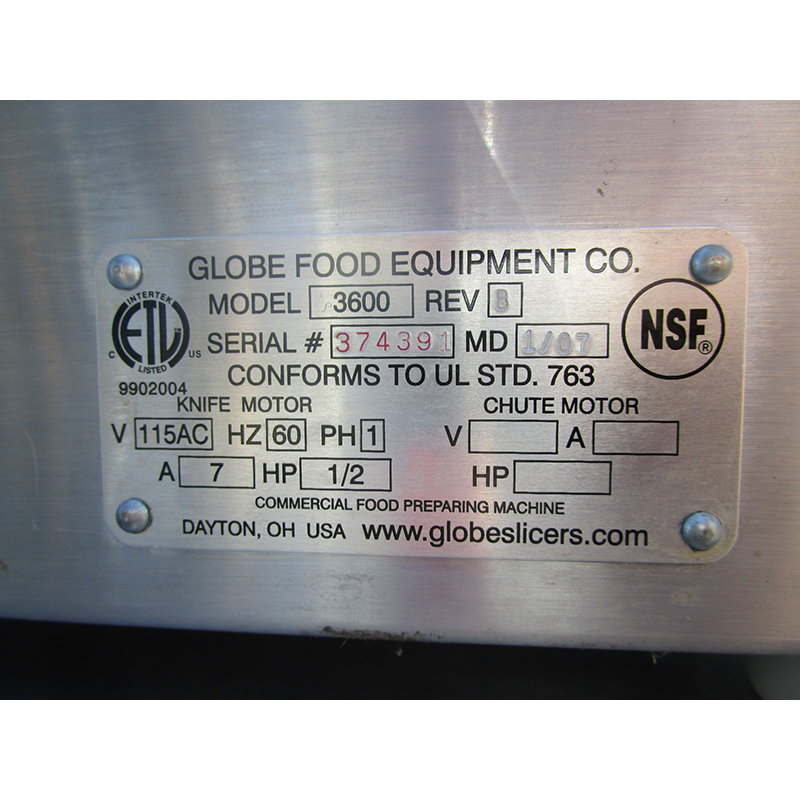 GLOBE FOOD EQUIPMENT CO.
MODEL 3600 REV B
INTERTEK
ETL
C US
LISTED
9902004
SERIAL # 374391 MD 1/07
NSF®
CONFORMS TO UL STD. 763
KNIFE MOTOR
CHUTE MOTOR
V 115AC HZ 60 PH 1
V A
A 7 HP 1/2
HP
COMMERCIAL FOOD PREPARING MACHINE
DAYTON, OH USA www.globeslicers.com